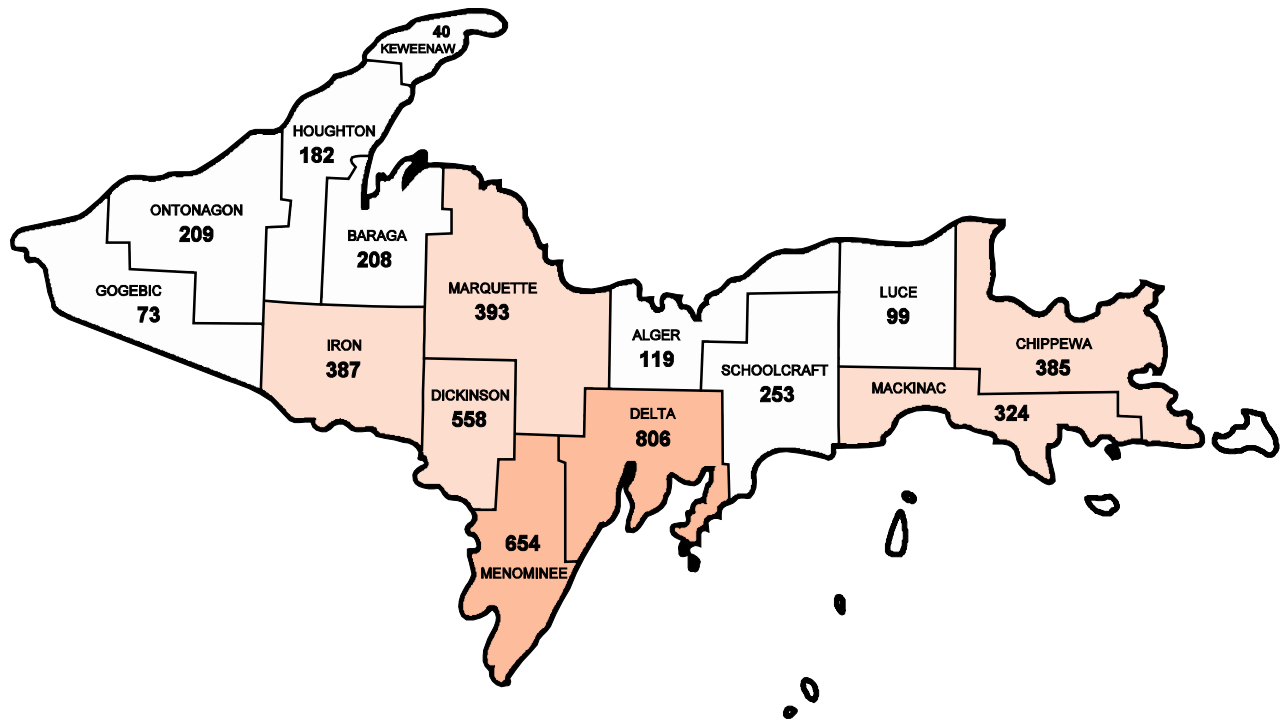 40
KEWEENAW
HOUGHTON
182
ONTONAGON
209
BARAGA
208
GOGEBIC
73
MARQUETTE
393
IRON
387
DICKINSON
558
ALGER
119
LUCE
99
CHIPPEWA
385
SCHOOLCRAFT
253
MACKINAC
324
DELTA
806
654
MENOMINEE